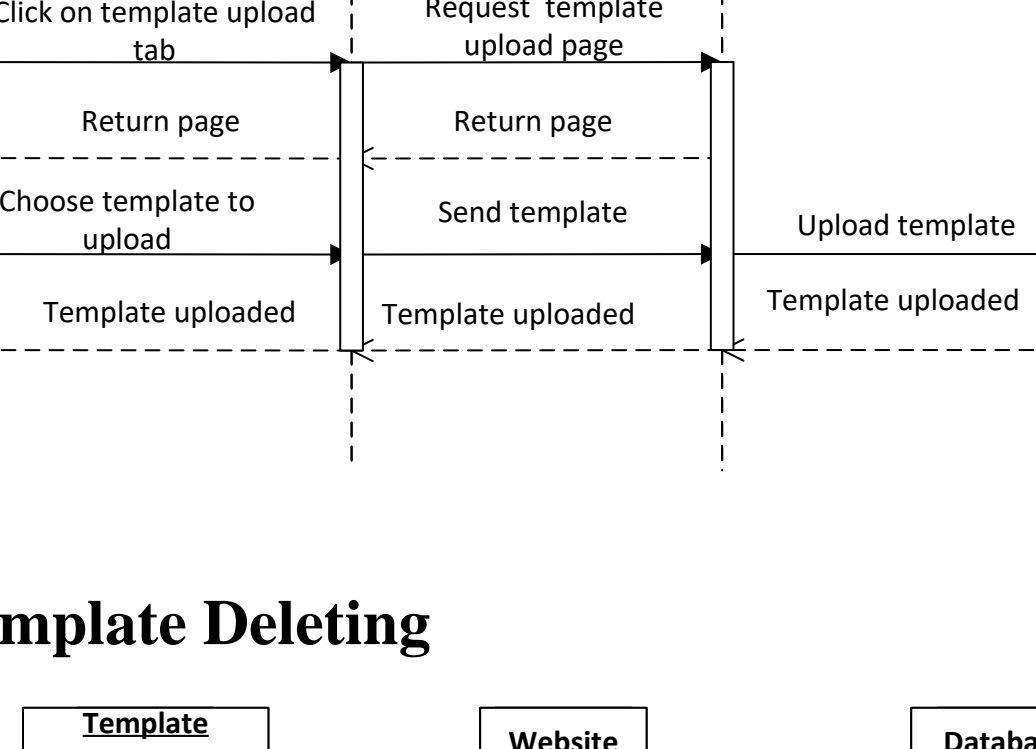 Click on template upload
tab
Request template
upload page
Return page
Return page
Choose template to
upload
Send template
Upload template
Template uploaded
Template uploaded
Template uploaded
mplate Deleting
Template
Website
Databa